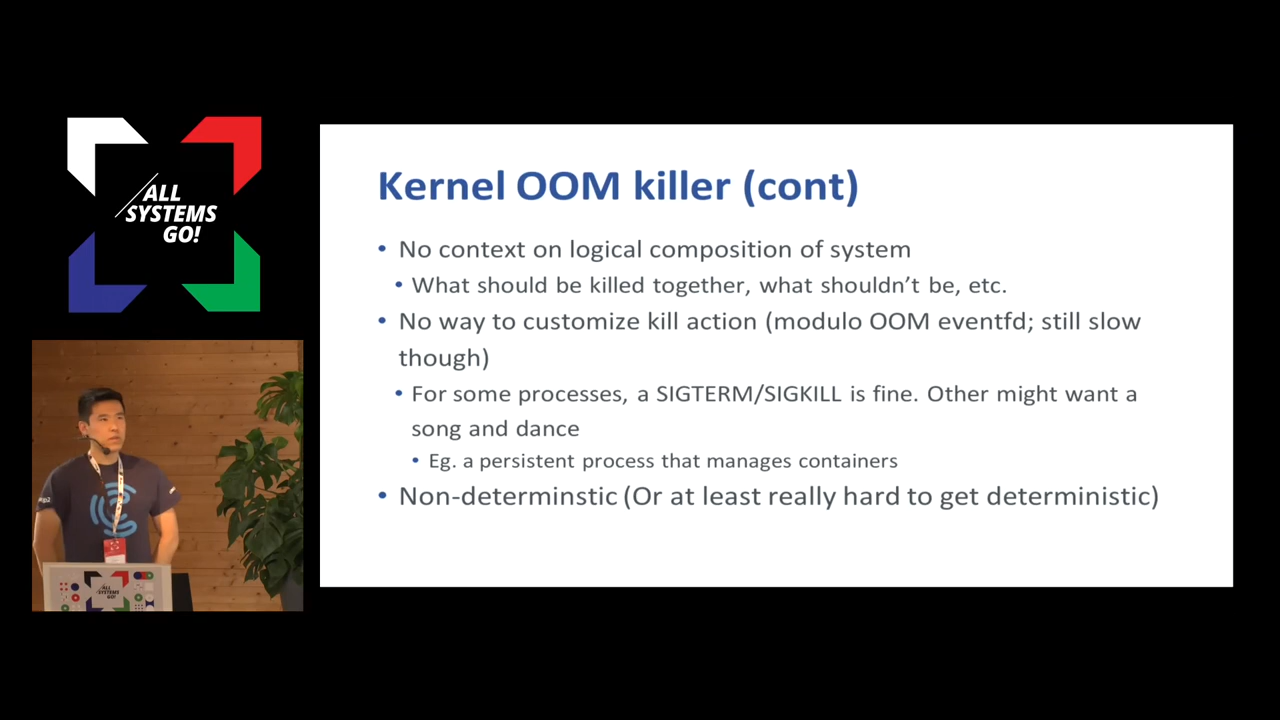 /ALL
SYSTEMS
GO!
Kernel OOM killer (cont)
• No context on logical composition of system
• What should be killed together, what shouldn't be, etc.
• No way to customize kill action (modulo OOM eventfd; still slow
though)
• For some processes, a SIGTERM/SIGKILL is fine. Other might want a
song and dance
• Eg. a persistent process that manages containers
• Non-determinstic (Or at least really hard to get deterministic)
ALL
SYSTEMS
GO!